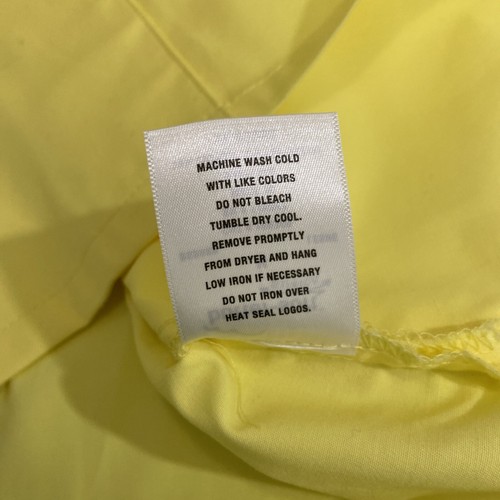 MACHINE WASH COLD
WITH LIKE COLORS
DO NOT BLEACH
TUMBLE DRY COOL.
REMOVE PROMPTLY
FROM DRYER AND HANG
LOW IRON IF NECESSARY
DO NOT IRON OVER
HEAT SEAL LOGOS.